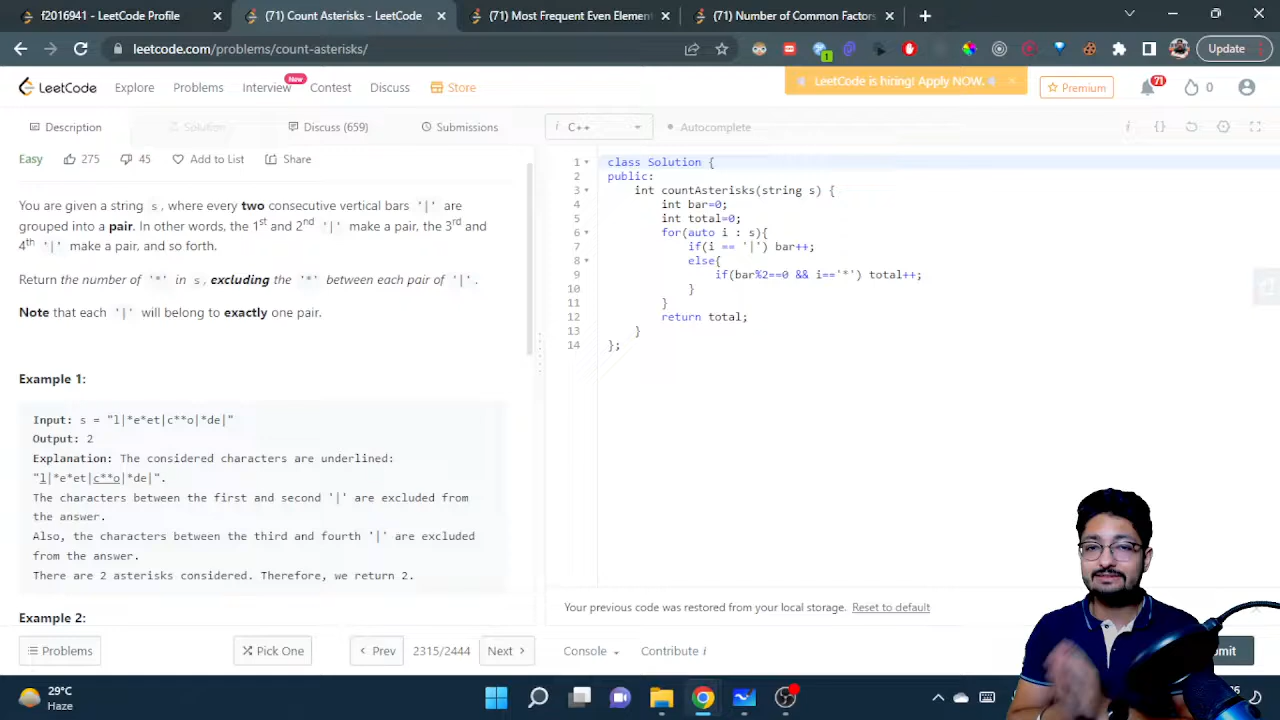 f2016941 - LeetCode Profile
(71) Count Asterisks - LeetCode
(71) Most Frequent Even Element
(71) Number of Common Factors
leetcode.com/problems/count-asterisks/
1
Update
LeetCode
Explore
Problems
Interview
New
Contest
Discuss
Store
LeetCode is hiring! Apply NOW.
Premium
71
0
Description
Solution
Discuss (659)
Submissions
i C++
Autocomplete
Easy
275
45
Add to List
Share
You are given a string s, where every two consecutive vertical bars '|' are
grouped into a pair. In other words, the 1st and 2nd '|' make a pair, the 3rd and
4th '|' make a pair, and so forth.
Return the number of '*' in s, excluding the '*' between each pair of '|'.
Note that each '|' will belong to exactly one pair.
Example 1:
Input: s = "l|*e*et|c**o|*de|"
Output: 2
Explanation: The considered characters are underlined:
"l|*e*et|c**o|*de|".
The characters between the first and second '|' are excluded from
the answer.
Also, the characters between the third and fourth '|' are excluded
from the answer.
There are 2 asterisks considered. Therefore, we return 2.
Example 2:
1 class Solution {
2 public:
3 int countAsterisks(string s) {
4 int bar=0;
5 int total=0;
6 for(auto i : s){
7 if(i == '|') bar++;
8 else{
9 if(bar%2==0 && i=='*') total++;
10 }
11 }
12 return total;
13 }
14 };
Your previous code was restored from your local storage. Reset to default
Problems
Pick One
Prev
2315/2444
Next
Console
Contribute i
29°C
Haze